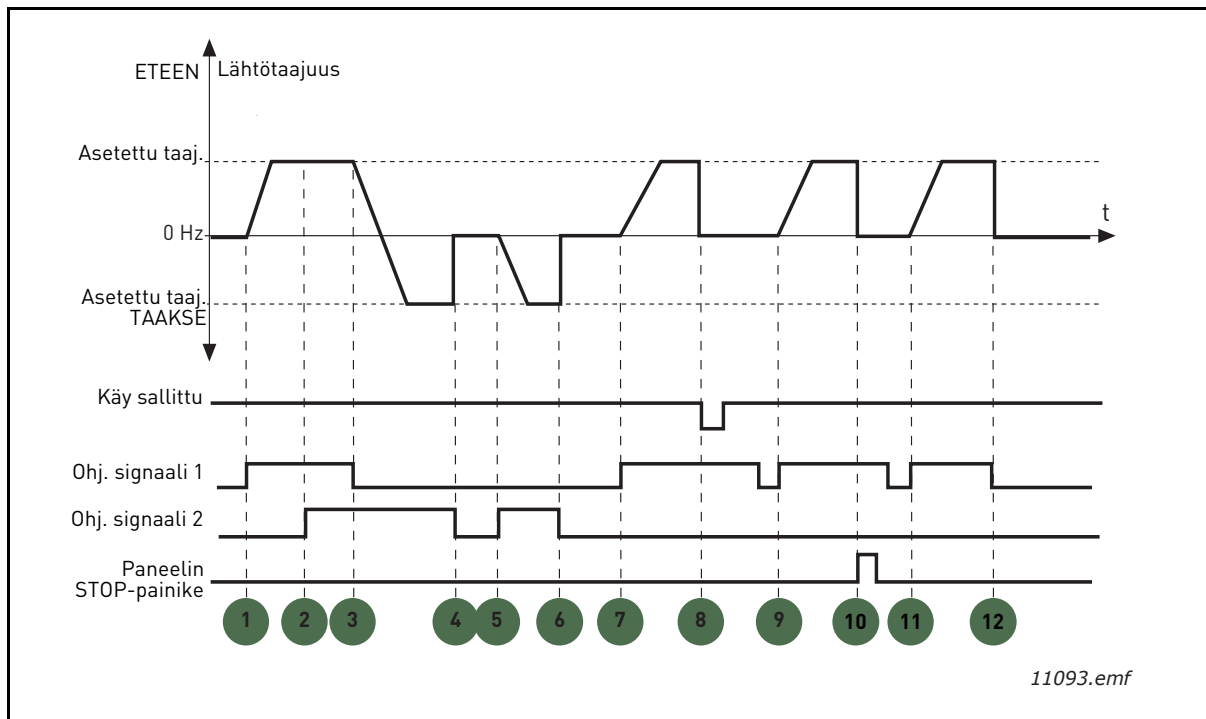 ETEEN
Lähtötaajuus
Asetettu taaj.
0 Hz
t
Asetettu taaj.
TAAKSE
Käy sallittu
Ohj. signaali 1
Ohj. signaali 2
Paneelin
STOP-painike
1 2 3 4 5 6 7 8 9 10 11 12
11093.emf